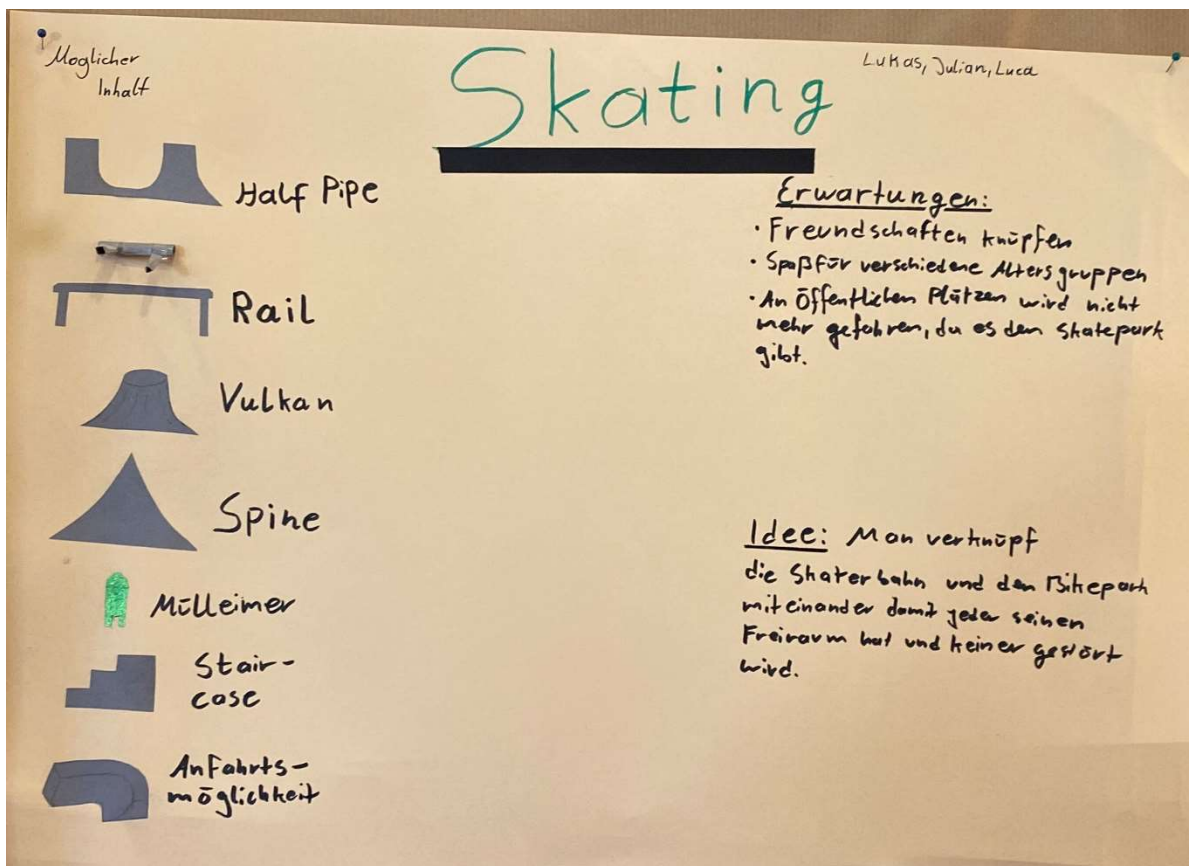 Moglicher
Inhalt
Skating
Lukas, Julian, Luca
Half Pipe
Rail
Vulkan
Spine
Mülleimer
Stair-
case
Anfahrts-
möglichkeit
Erwartungen:
· Freundschaften knüpfen
· Spaß für verschiedene Altersgruppen
· An öffentlichen Plätzen wird nicht
mehr gefahren, da es den Skatepark
gibt.
Idee: Man verknüpf
die Skaterbahn und den Bikepark
miteinander damit jeder seinen
Freiraum hat und keiner gestört
wird.